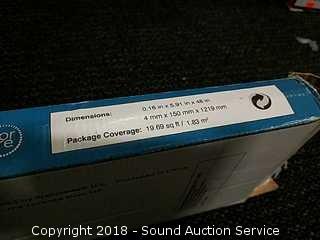 0.16 in x 5.91 in x 48 in
Dimensions: 4 mm x 150 mm x 1219 mm
Package Coverage: 19.69 sq ft / 1.83 m²
Copyright 2018 - Sound Auction Service